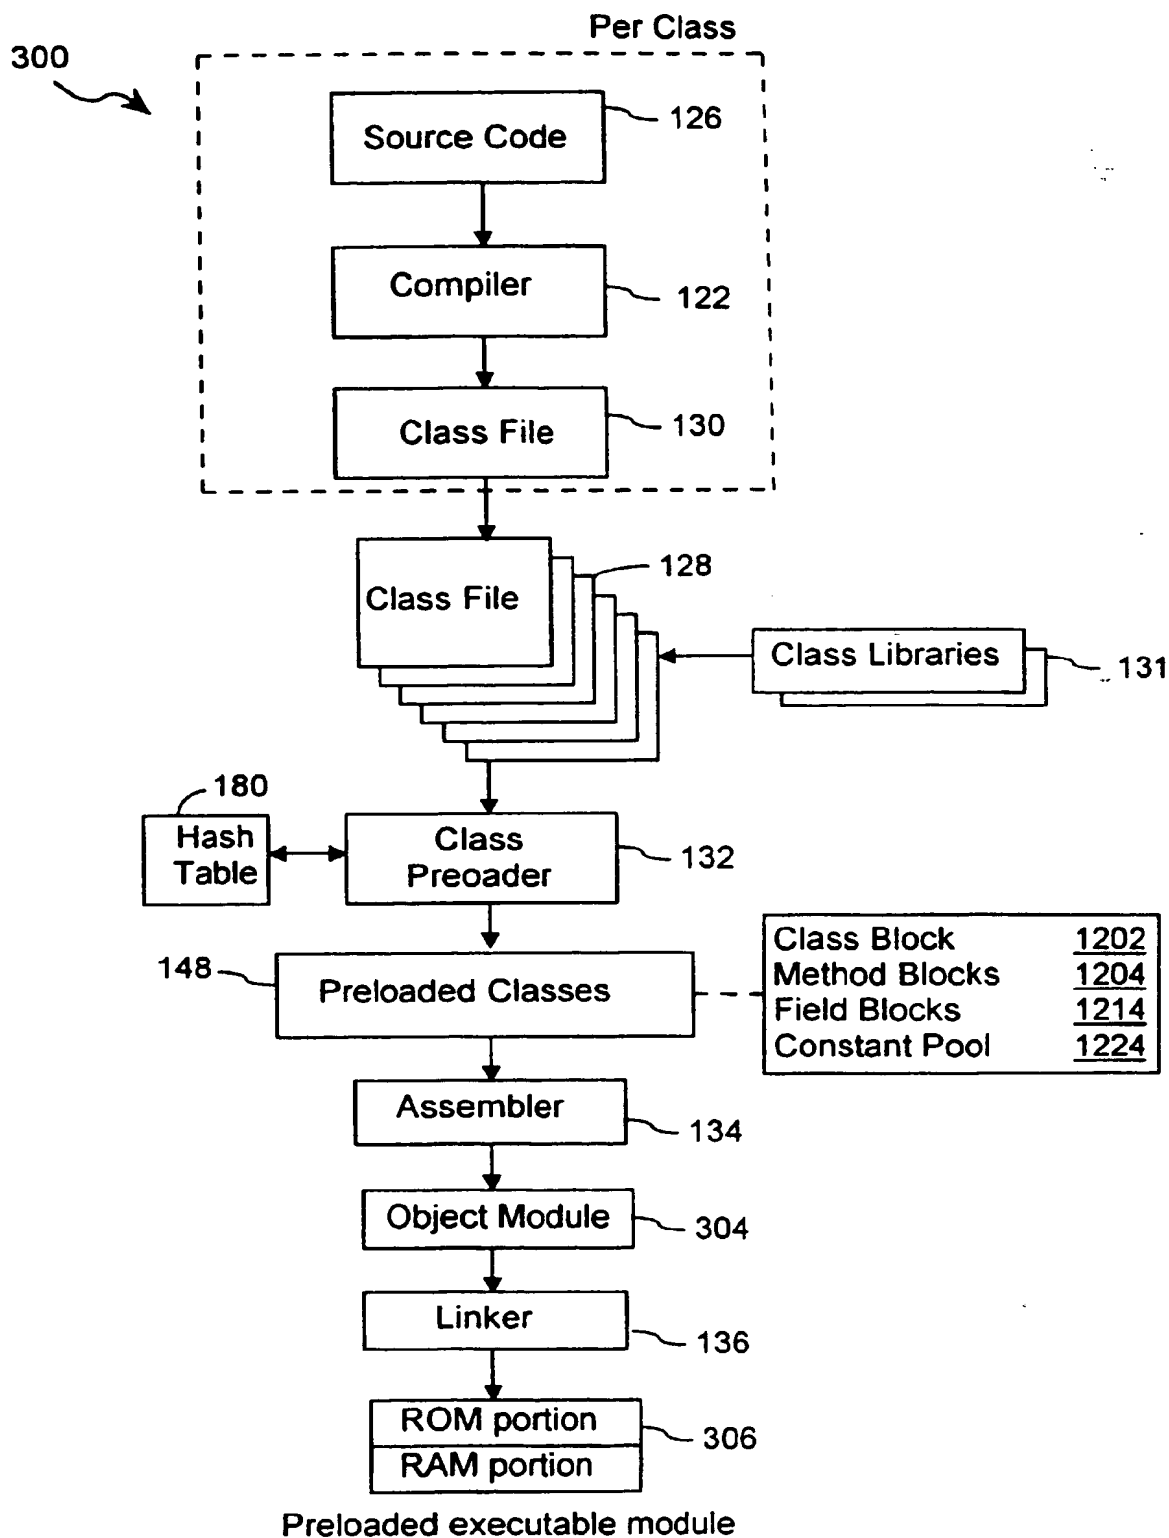 Per Class
300
Source Code
126
Compiler
122
Class File
130
Class File
128
Class Libraries
131
180
Hash
Table
Class
Preoader
132
148
Preloaded Classes
Class Block 1202
Method Blocks 1204
Field Blocks 1214
Constant Pool 1224
Assembler
134
Object Module
304
Linker
136
ROM portion
306
RAM portion
Preloaded executable module